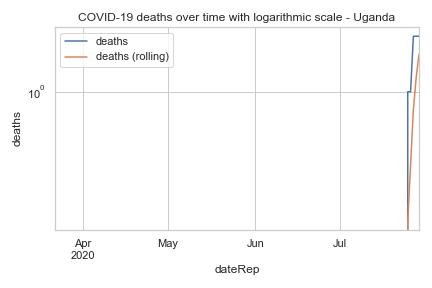 COVID-19 deaths over time with logarithmic scale - Uganda
deaths
deaths (rolling)
10⁰
deaths
Apr
2020
May
Jun
Jul
dateRep